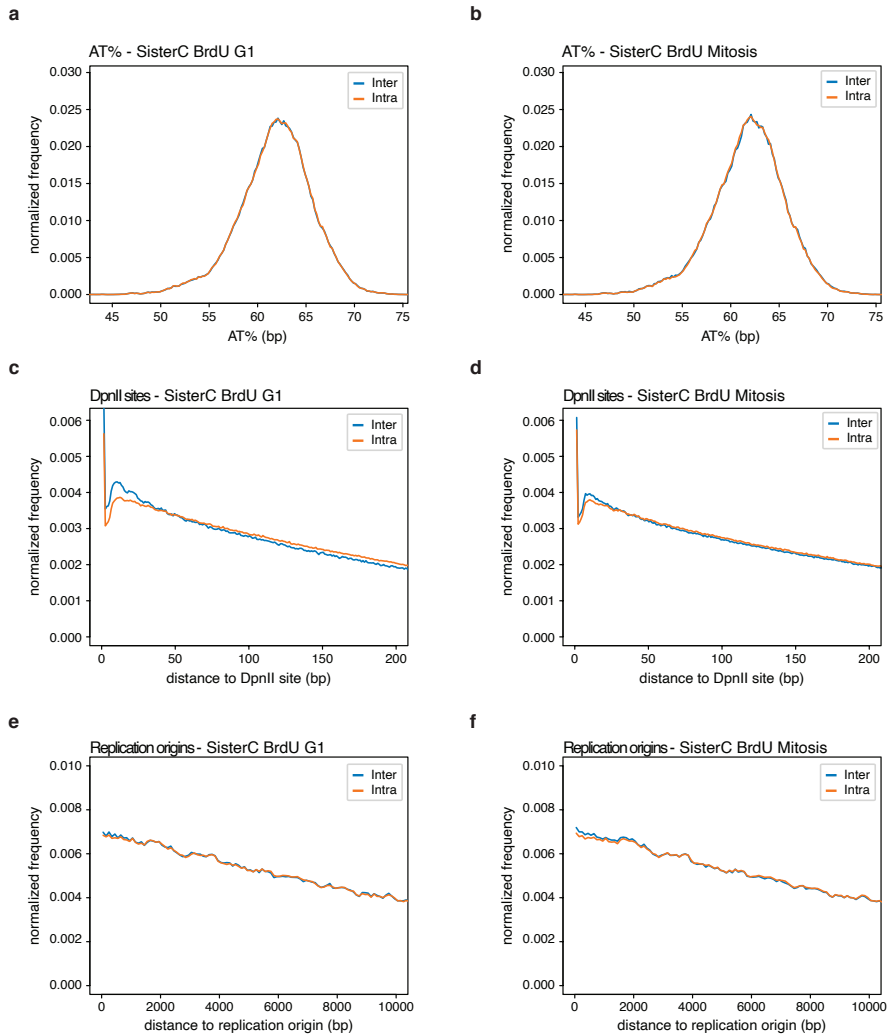 a
AT% - SisterC BrdU G1
0.030
0.025
0.020
0.015
0.010
0.005
0.000
normalized frequency
Inter
Intra
45 50 55 60 65 70 75
AT% (bp)
b
AT% - SisterC BrdU Mitosis
0.030
0.025
0.020
0.015
0.010
0.005
0.000
normalized frequency
Inter
Intra
45 50 55 60 65 70 75
AT% (bp)
c
DpnII sites - SisterC BrdU G1
0.006
0.005
0.004
0.003
0.002
0.001
0.000
normalized frequency
Inter
Intra
0 50 100 150 200
distance to DpnII site (bp)
d
DpnII sites - SisterC BrdU Mitosis
0.006
0.005
0.004
0.003
0.002
0.001
0.000
normalized frequency
Inter
Intra
0 50 100 150 200
distance to DpnII site (bp)
e
Replication origins - SisterC BrdU G1
0.010
0.008
0.006
0.004
0.002
0.000
normalized frequency
Inter
Intra
0 2000 4000 6000 8000 10000
distance to replication origin (bp)
f
Replication origins - SisterC BrdU Mitosis
0.010
0.008
0.006
0.004
0.002
0.000
normalized frequency
Inter
Intra
0 2000 4000 6000 8000 10000
distance to replication origin (bp)